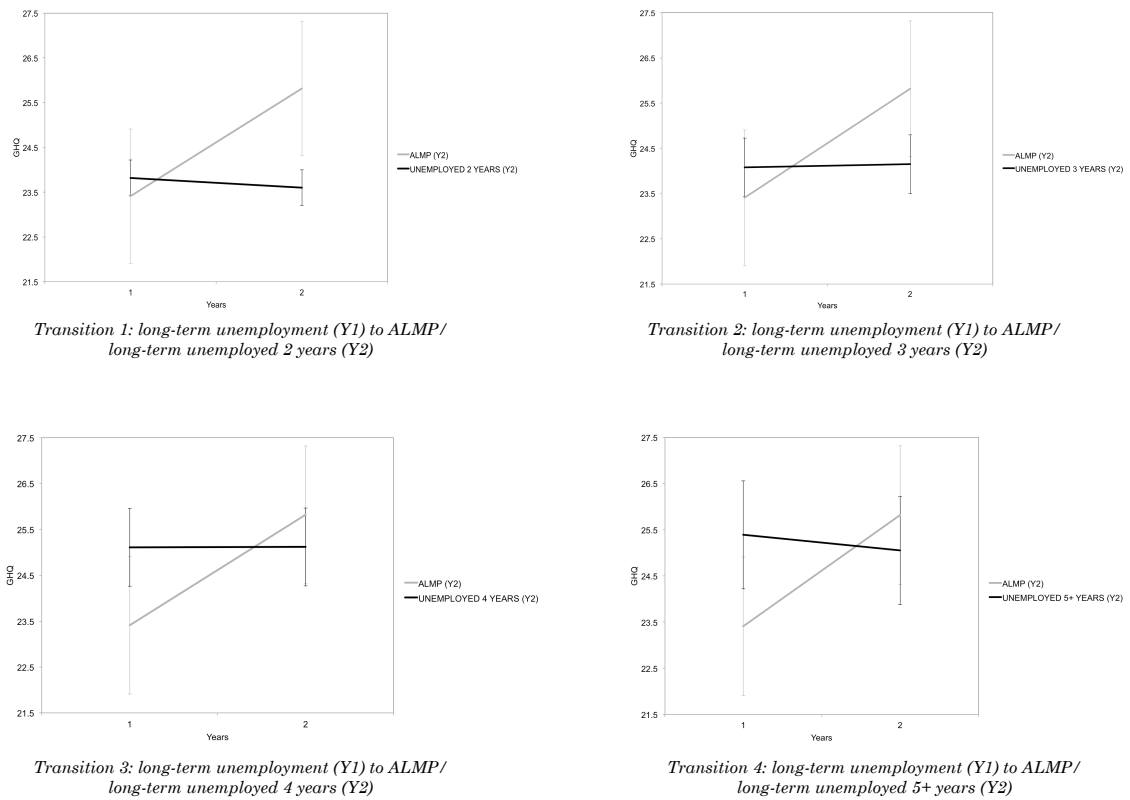 27.5
26.5
25.5
24.5
23.5
22.5
21.5
GHQ
1
2
Years
ALMP (Y2)
UNEMPLOYED 2 YEARS (Y2)
Transition 1: long-term unemployment (Y1) to ALMP/
long-term unemployed 2 years (Y2)
27.5
26.5
25.5
24.5
23.5
22.5
21.5
GHQ
1
2
Years
ALMP (Y2)
UNEMPLOYED 3 YEARS (Y2)
Transition 2: long-term unemployment (Y1) to ALMP/
long-term unemployed 3 years (Y2)
27.5
26.5
25.5
24.5
23.5
22.5
21.5
GHQ
1
2
Years
ALMP (Y2)
UNEMPLOYED 4 YEARS (Y2)
Transition 3: long-term unemployment (Y1) to ALMP/
long-term unemployed 4 years (Y2)
27.5
26.5
25.5
24.5
23.5
22.5
21.5
GHQ
1
2
Years
ALMP (Y2)
UNEMPLOYED 5+ YEARS (Y2)
Transition 4: long-term unemployment (Y1) to ALMP/
long-term unemployed 5+ years (Y2)